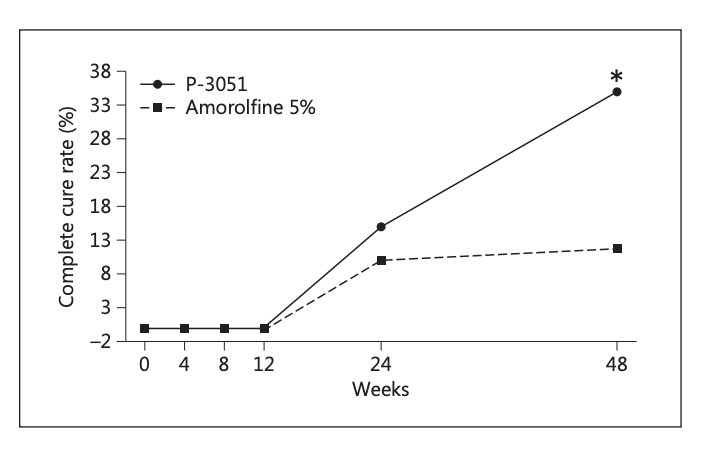 38
33
28
23
18
13
8
3
–2
Complete cure rate (%)
P-3051
Amorolfine 5%
*
0 4 8 12 24 48
Weeks